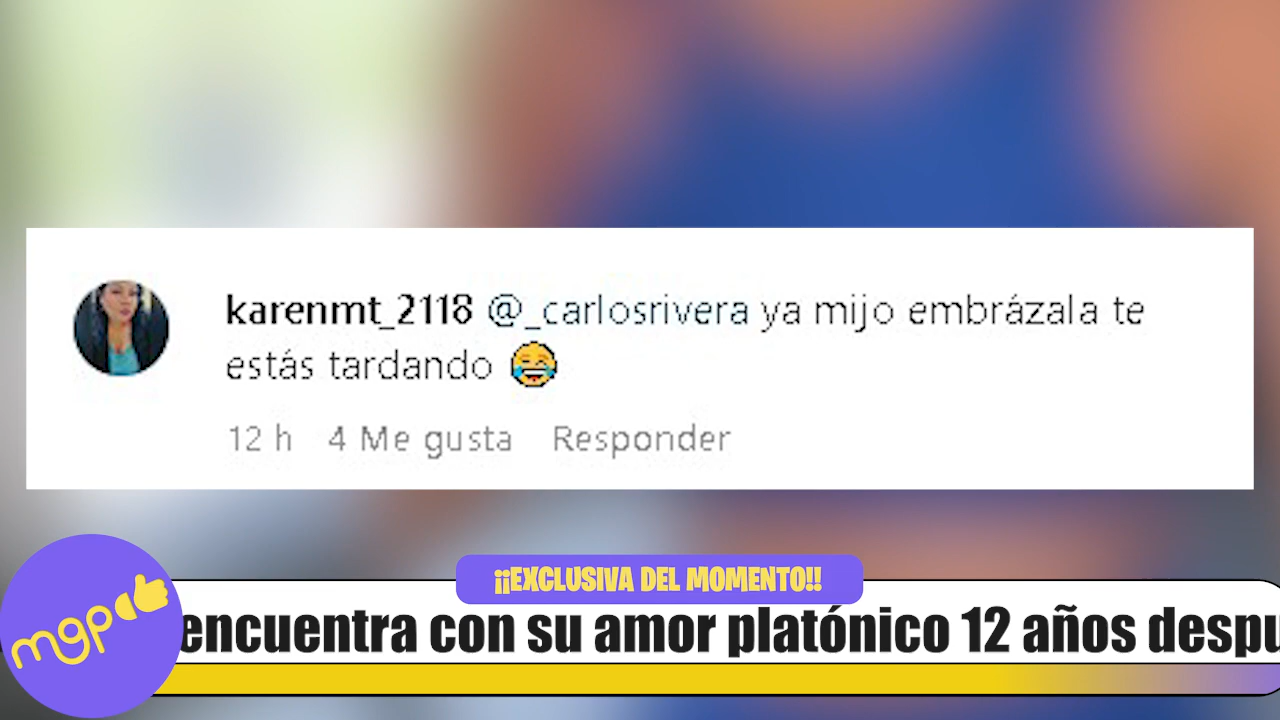 karenmt_2118 @_carlosrivera ya mijo embrázala te
estás tardando 😂
12 h 4 Me gusta Responder
¡¡EXCLUSIVA DEL MOMENTO!!
encuentra con su amor platónico 12 años despu
mgp